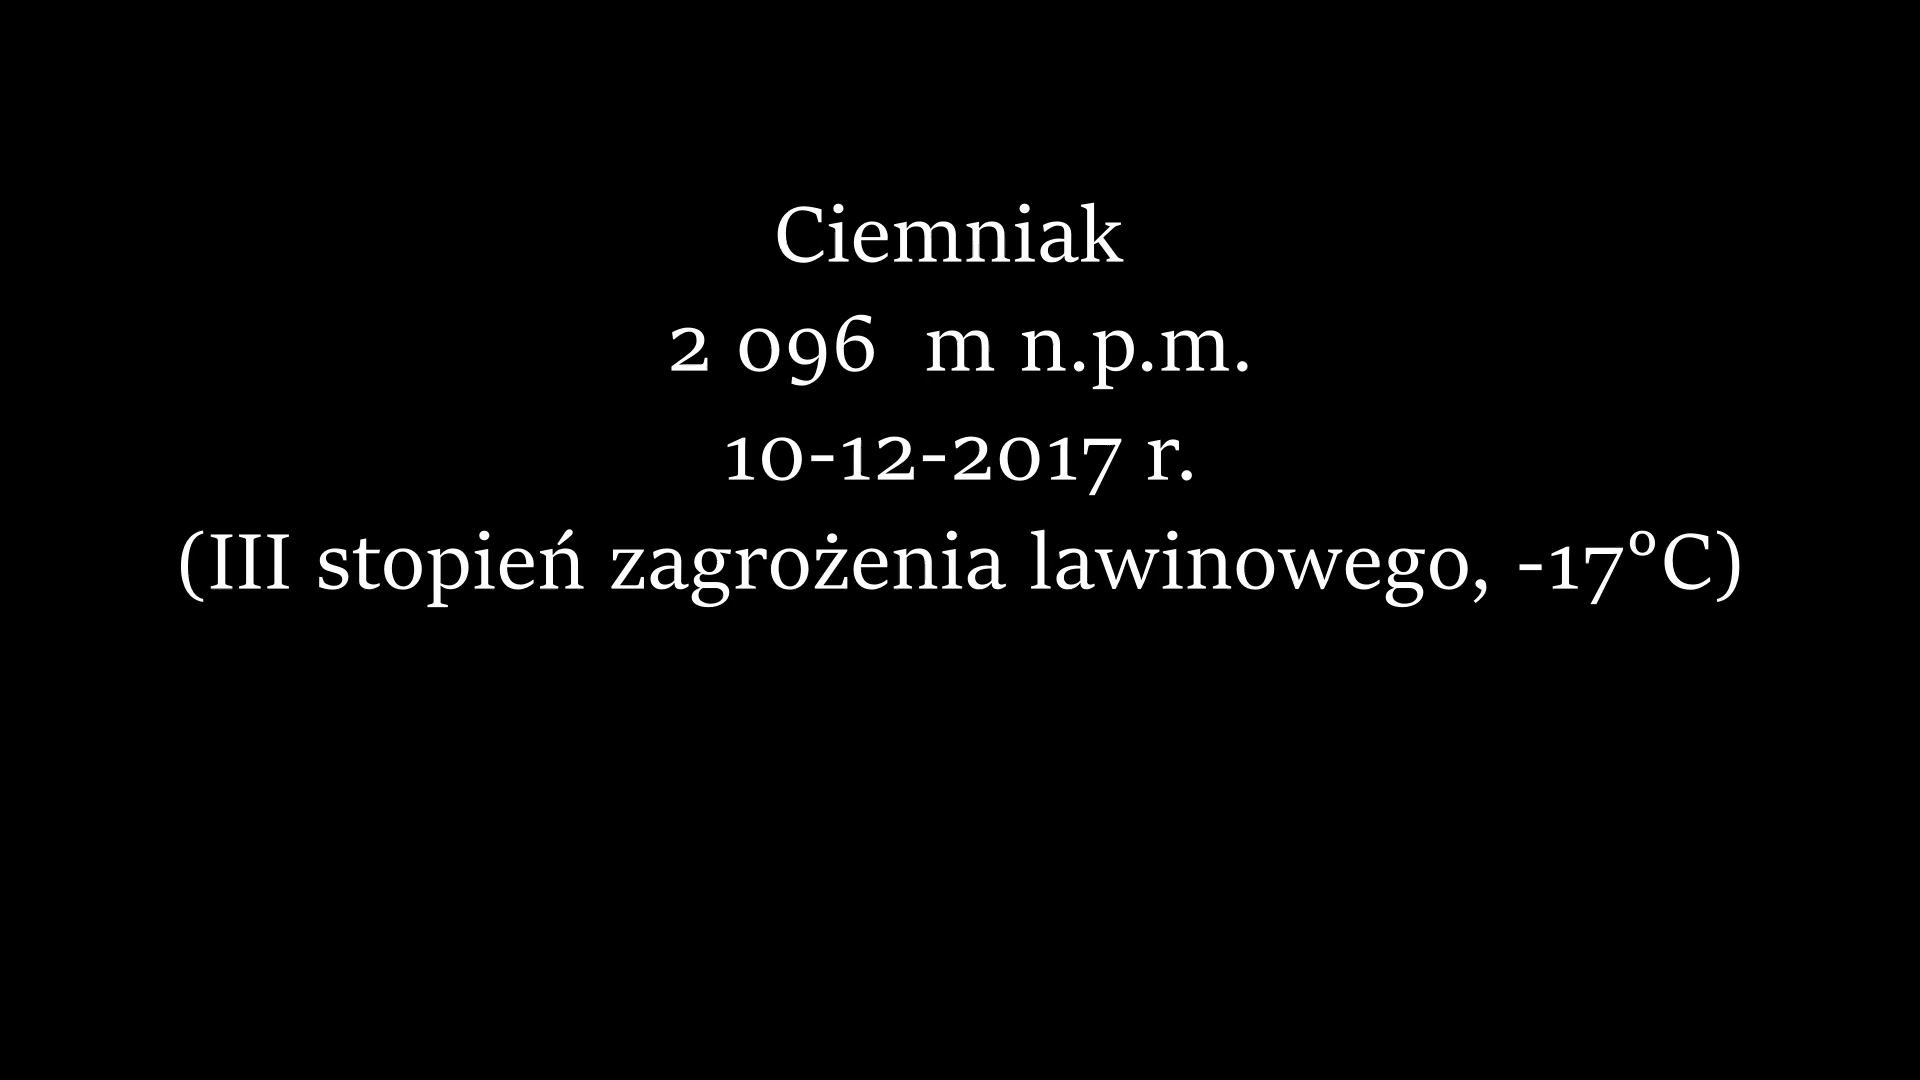 Ciemniak
2 096  m n.p.m.
10-12-2017 r.
(III stopień zagrożenia lawinowego, -17°C)